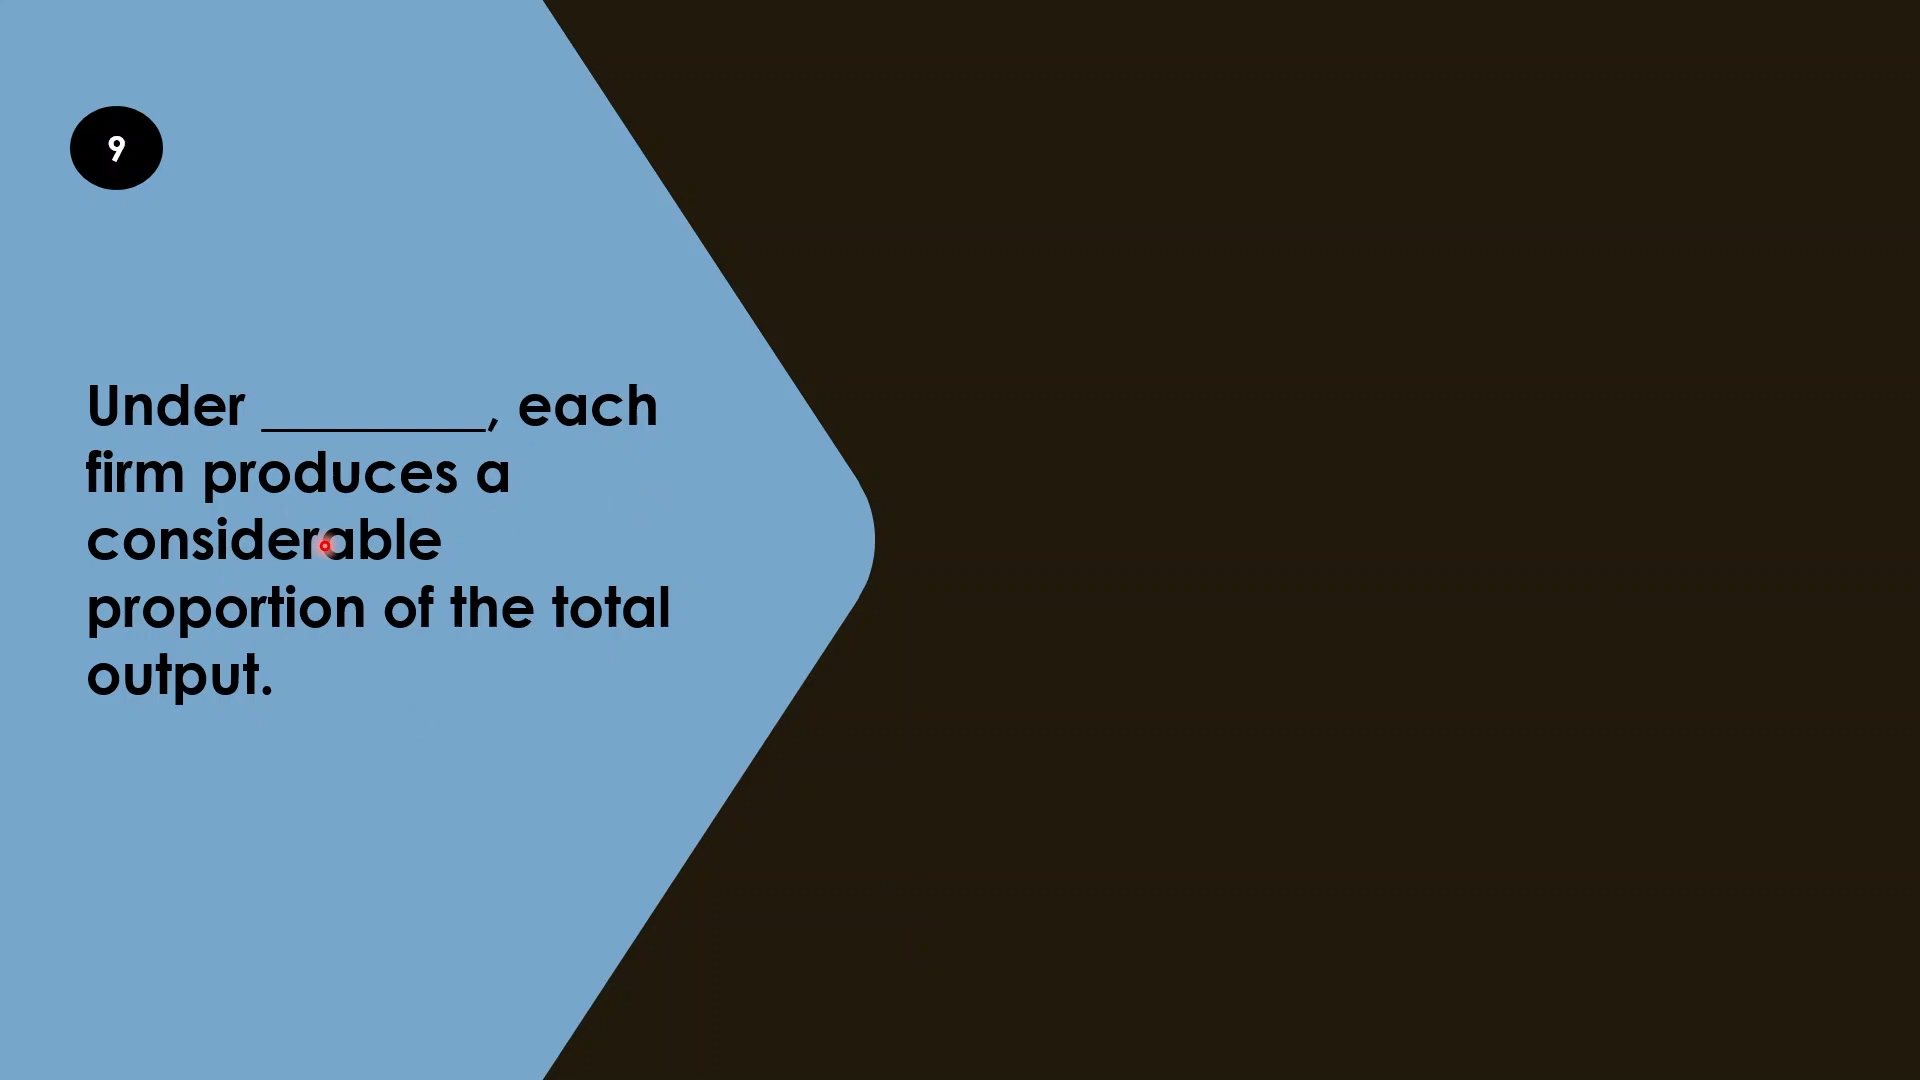 9
Under ________, each
firm produces a
considerable
proportion of the total
output.